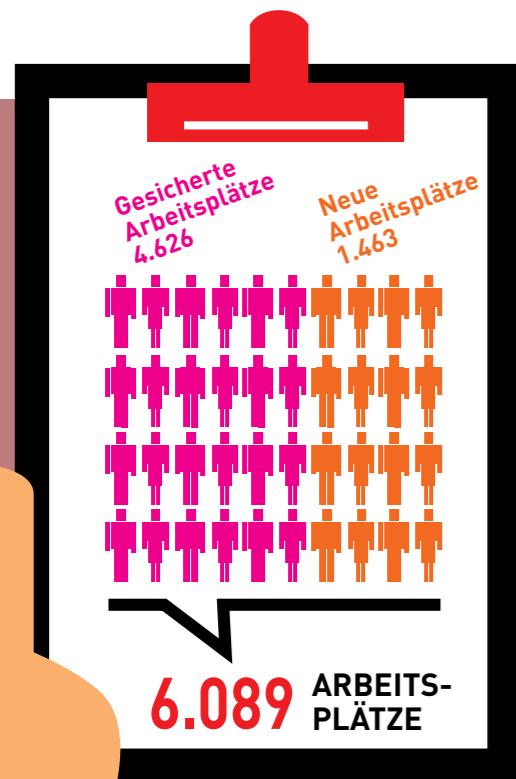 Gesicherte
Arbeitsplätze
4.626
Neue
Arbeitsplätze
1.463
6.089
ARBEITS-
PLÄTZE